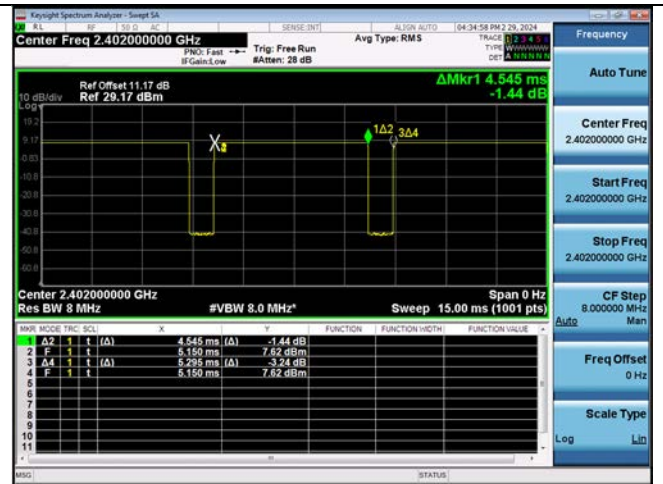 Keysight Spectrum Analyzer - Swept SA
RL RF 50 Ω AC SENSE:INT ALIGN AUTO 04:34:58 PM 2 29, 2024
Center Freq 2.402000000 GHz
PNO: Fast
IFGain:Low
Trig: Free Run
#Atten: 28 dB
Avg Type: RMS
TRACE 1 2 3 4 5 6
TYPE WWWWWW
DET A N N N N N
Frequency
Ref Offset 11.17 dB
10 dB/div Ref 29.17 dBm
Log
ΔMkr1 4.545 ms
-1.44 dB
Auto Tune
19.2
9.17
-0.83
-10.8
-20.8
-30.8
-40.8
-50.8
-60.8
X2
1Δ2
3Δ4
Center Freq
2.402000000 GHz
Start Freq
2.402000000 GHz
Stop Freq
2.402000000 GHz
Center 2.402000000 GHz Span 0 Hz
Res BW 8 MHz #VBW 8.0 MHz* Sweep 15.00 ms (1001 pts)
CF Step
8.000000 MHz
Auto Man
MKR MODE TRC SCL X Y FUNCTION FUNCTION WIDTH FUNCTION VALUE
1 Δ2 1 t (Δ) 4.545 ms (Δ) -1.44 dB
2 F 1 t 5.150 ms 7.62 dBm
3 Δ4 1 t (Δ) 5.295 ms (Δ) -3.24 dB
4 F 1 t 5.150 ms 7.62 dBm
5
6
7
8
9
10
11
Freq Offset
0 Hz
Scale Type
Log Lin
MSG STATUS